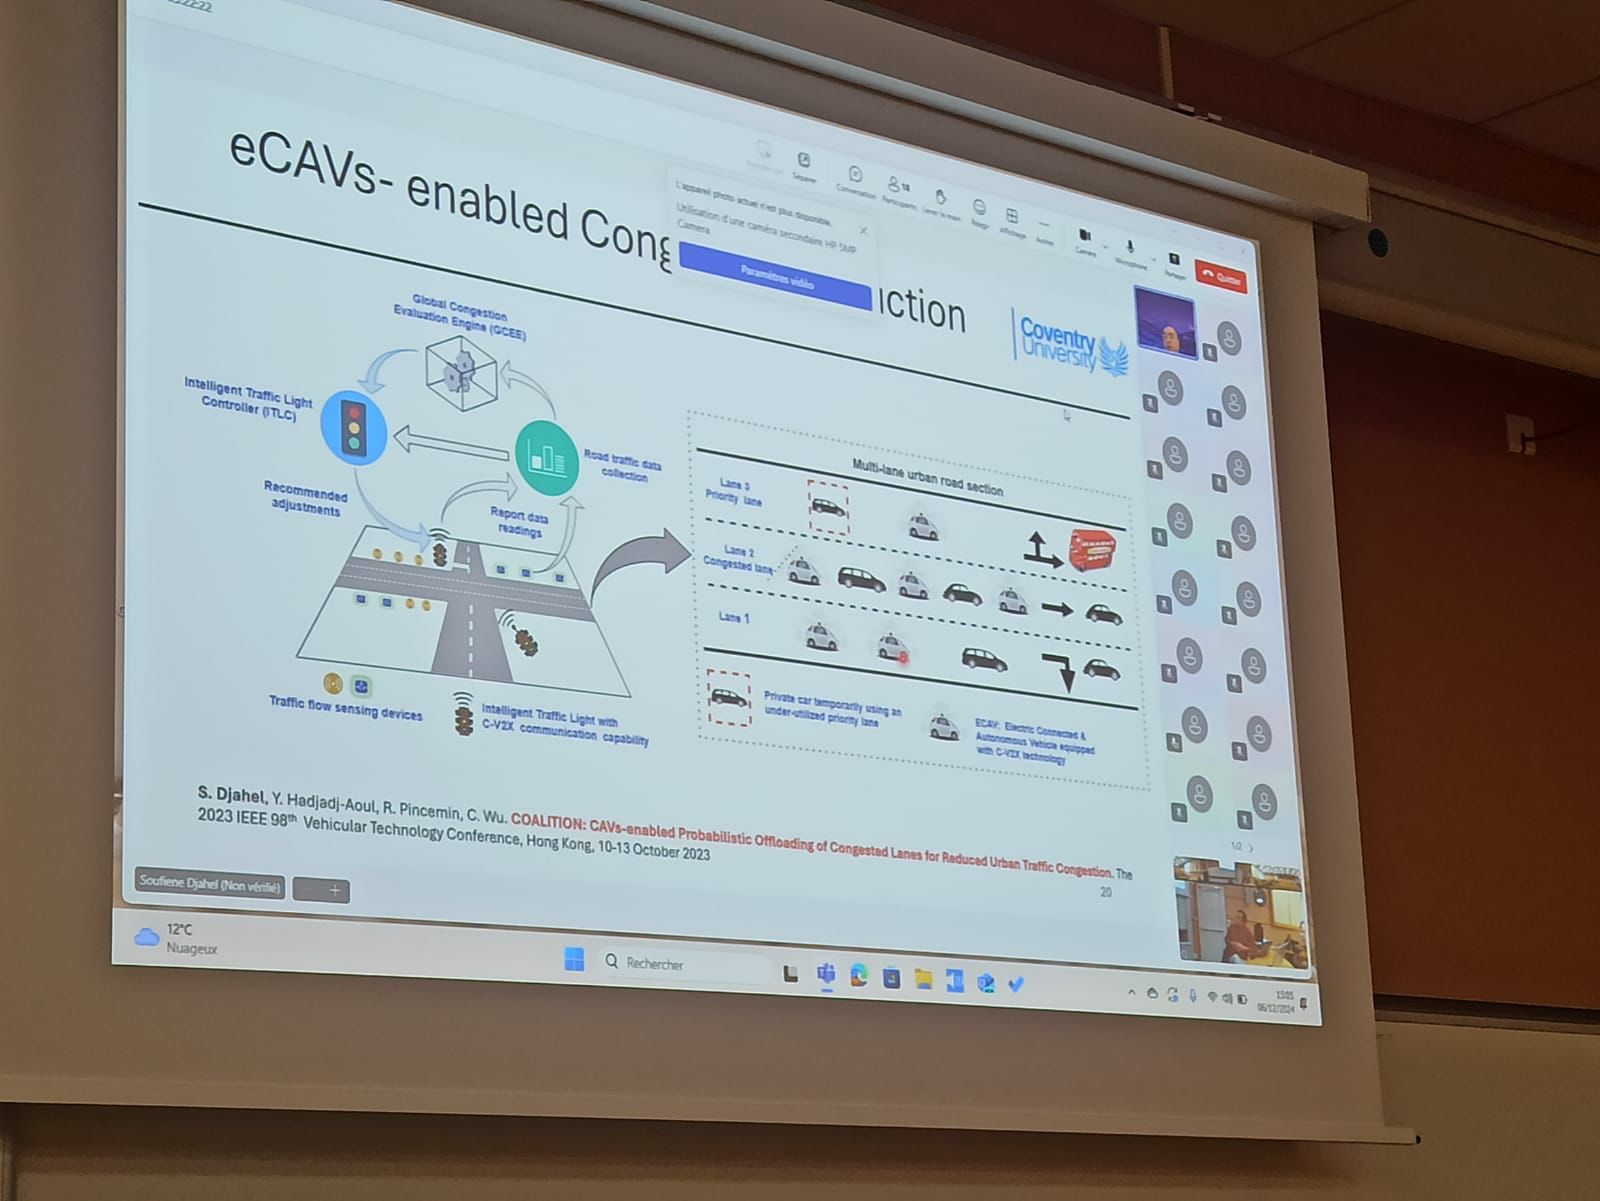 eCAVs- enabled Cong
uction
L'appareil photo actuel n'est plus disponible.
Utilisation d'une caméra secondaire HP 5MP
Camera
Paramètres vidéo
Séparer
Conversation
18
Participants
Lever la main
Réagir
Affichage
Autres
Caméra
Microphone
Partager
Quitter
Coventry
University
Global Congestion
Evaluation Engine (GCEE)
Intelligent Traffic Light
Controller (ITLC)
Road traffic data
collection
Recommended
adjustments
Report data
readings
Traffic flow sensing devices
Intelligent Traffic Light with
C-V2X communication capability
Multi-lane urban road section
Lane 3
Priority lane
Lane 2
Congested lane
Lane 1
Private car temporarily using an
under-utilized priority lane
ECAV: Electric Connected &
Autonomous Vehicle equipped
with C-V2X technology
S. Djahel, Y. Hadjadj-Aoul, R. Pincemin, C. Wu. COALITION: CAVs-enabled Probabilistic Offloading of Congested Lanes for Reduced Urban Traffic Congestion. The
2023 IEEE 98th Vehicular Technology Conference, Hong Kong, 10-13 October 2023
20
1/2
Soufiene Djahel (Non vérifié)
12°C
Nuageux
Rechercher
15:05
06/12/2024